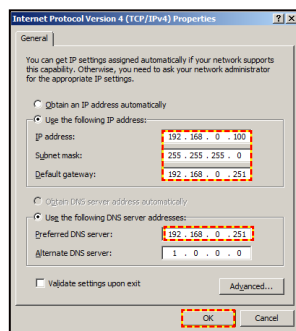 Internet Protocol Version 4 (TCP/IPv4) Properties
General
You can get IP settings assigned automatically if your network supports
this capability. Otherwise, you need to ask your network administrator
for the appropriate IP settings.
Obtain an IP address automatically
Use the following IP address:
IP address: 192 . 168 . 0 . 100
Subnet mask: 255 . 255 . 255 . 0
Default gateway: 192 . 168 . 0 . 251
Obtain DNS server address automatically
Use the following DNS server addresses:
Preferred DNS server: 192 . 168 . 0 . 251
Alternate DNS server: 1 . 0 . 0 . 0
Validate settings upon exit
Advanced...
OK Cancel